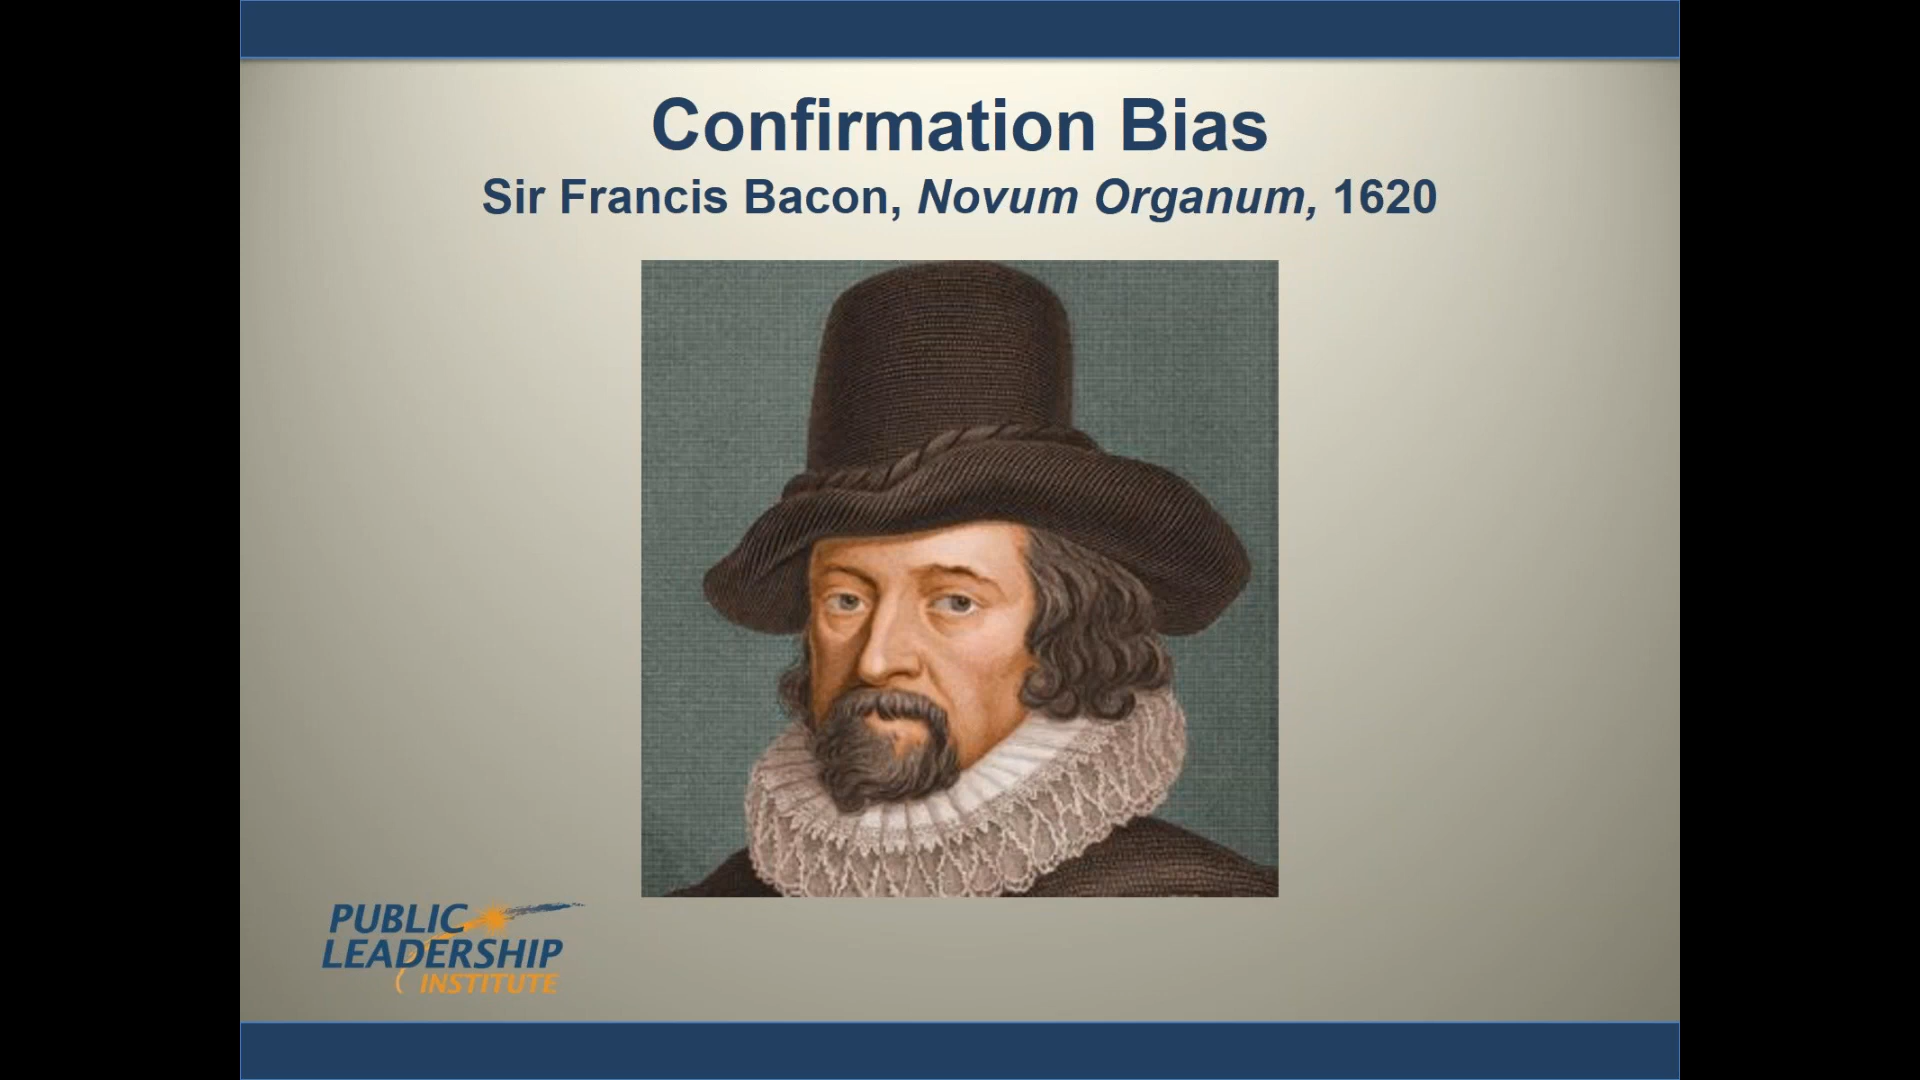 Confirmation Bias
Sir Francis Bacon, Novum Organum, 1620
PUBLIC
LEADERSHIP
INSTITUTE